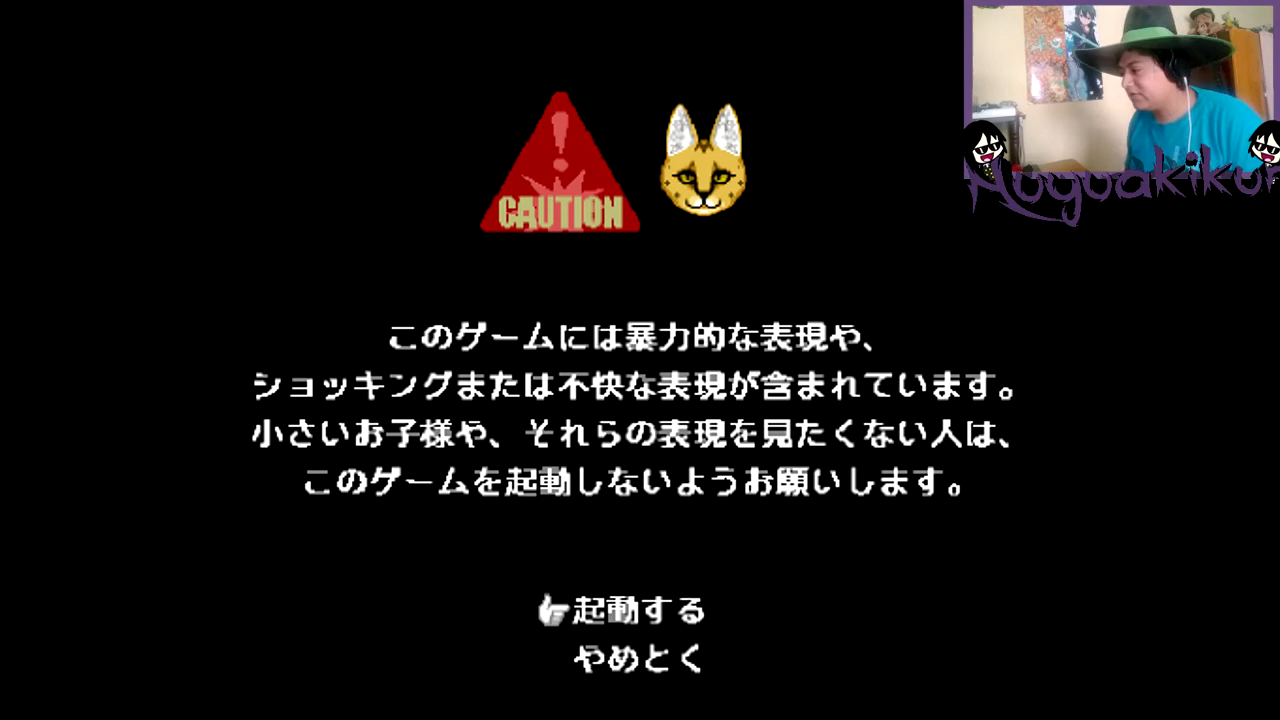 CAUTION
このゲームには暴力的な表現や、
ショッキングまたは不快な表現が含まれています。
小さいお子様や、それらの表現を見たくない人は、
このゲームを起動しないようお願いします。
起動する
やめとく